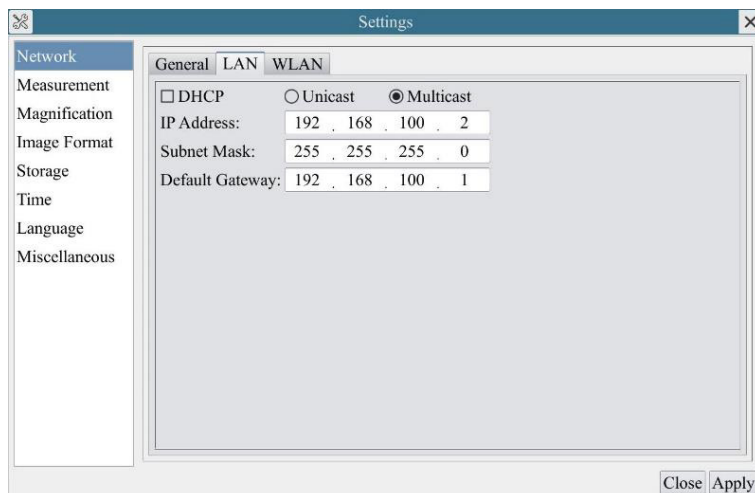 Settings
Network
Measurement
Magnification
Image Format
Storage
Time
Language
Miscellaneous
General LAN WLAN
DHCP Unicast Multicast
IP Address: 192 . 168 . 100 . 2
Subnet Mask: 255 . 255 . 255 . 0
Default Gateway: 192 . 168 . 100 . 1
Close Apply